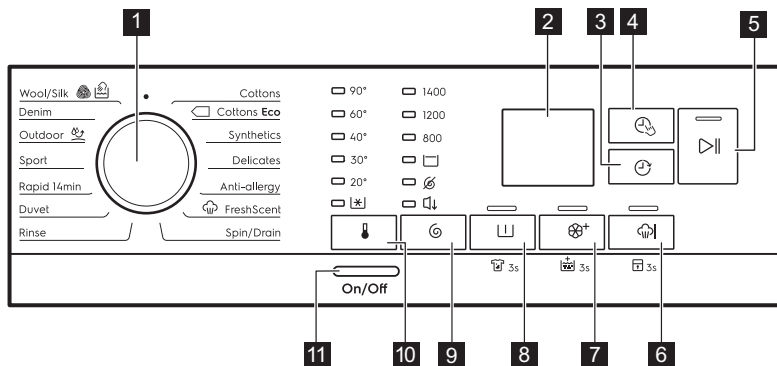 1
2
3
4
5
Wool/Silk
Denim
Outdoor
Sport
Rapid 14min
Duvet
Rinse
Cottons
Cottons Eco
Synthetics
Delicates
Anti-allergy
FreshScent
Spin/Drain
90° 1400
60° 1200
40° 800
30°
20°
3s
3s
3s
On/Off
11
10
9
8
7
6